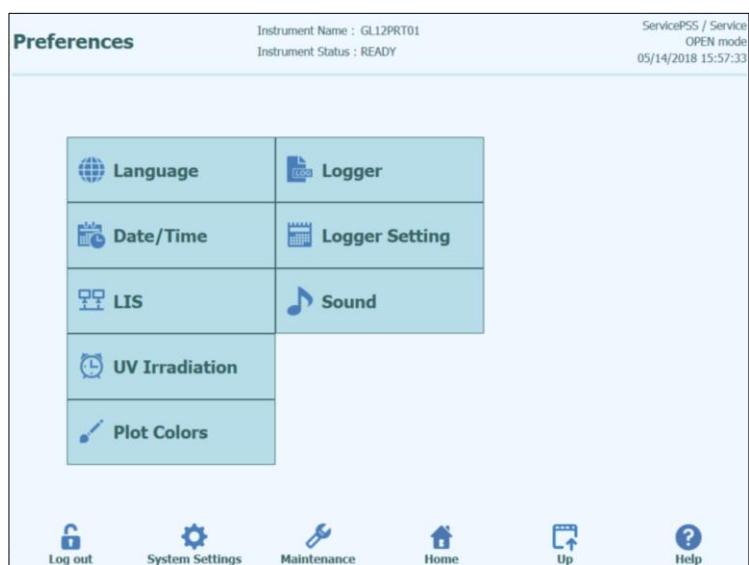 Preferences
Instrument Name : GL12PRT01
Instrument Status : READY
ServicePSS / Service
OPEN mode
05/14/2018 15:57:33
Language
Logger
LOG
Date/Time
Logger Setting
LIS
Sound
UV Irradiation
Plot Colors
Log out
System Settings
Maintenance
Home
Up
Help